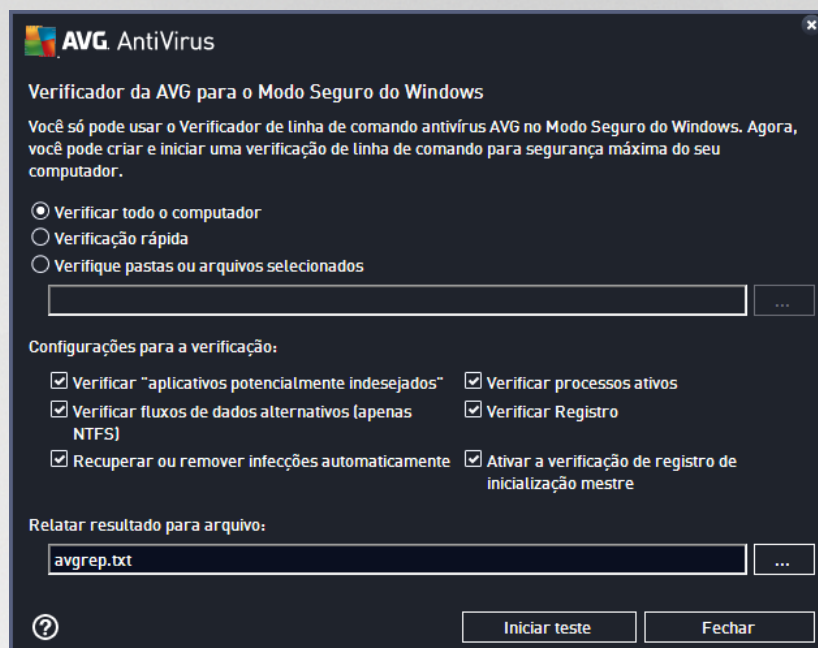 AVG. AntiVirus
Verificador da AVG para o Modo Seguro do Windows
Você só pode usar o Verificador de linha de comando antivírus AVG no Modo Seguro do Windows. Agora,
você pode criar e iniciar uma verificação de linha de comando para segurança máxima do seu
computador.
Verificar todo o computador
Verificação rápida
Verifique pastas ou arquivos selecionados
...
Configurações para a verificação:
Verificar "aplicativos potencialmente indesejados"
Verificar processos ativos
Verificar fluxos de dados alternativos (apenas
NTFS)
Verificar Registro
Recuperar ou remover infecções automaticamente
Ativar a verificação de registro de
inicialização mestre
Relatar resultado para arquivo:
avgrep.txt
...
Iniciar teste
Fechar